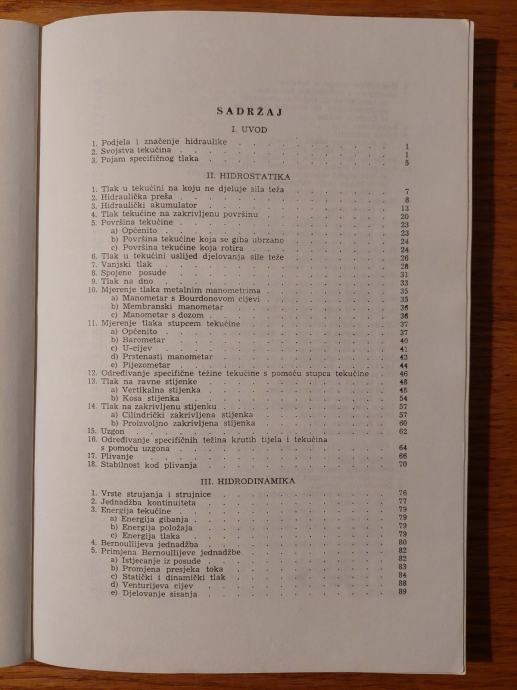 SADRŽAJ
I. UVOD
1. Podjela i značenje hidraulike . . . 1
2. Svojstva tekućina . . . 1
3. Pojam specifičnog tlaka . . . 5
II. HIDROSTATIKA
1. Tlak u tekućini na koju ne djeluje sila teža . . . 7
2. Hidraulička preša . . . 8
3. Hidraulički akumulator . . . 13
4. Tlak tekućine na zakrivljenu površinu . . . 20
5. Površina tekućine . . . 23
a) Općenito . . . 23
b) Površina tekućine koja se giba ubrzano . . . 24
c) Površina tekućine koja rotira . . . 24
6. Tlak u tekućini uslijed djelovanja sile teže . . . 26
7. Vanjski tlak . . . 28
8. Spojene posude . . . 31
9. Tlak na dno . . . 33
10. Mjerenje tlaka metalnim manometrima . . . 35
a) Manometar s Bourdonovom cijevi . . . 35
b) Membranski manometar . . . 36
c) Manometar s dozom . . . 36
11. Mjerenje tlaka stupcem tekućine . . . 37
a) Općenito . . . 37
b) Barometar . . . 40
c) U-cijev . . . 41
d) Prstenasti manometar . . . 43
e) Pijezometar . . . 44
12. Određivanje specifične težine tekućine s pomoću stupca tekućine . 46
13. Tlak na ravne stijenke . . . 48
a) Vertikalna stijenka . . . 48
b) Kosa stijenka . . . 54
14. Tlak na zakrivljenu stijenku . . . 57
a) Cilindrički zakrivljena stijenka . . . 57
b) Proizvoljno zakrivljena stijenka . . . 60
15. Uzgon . . . 62
16. Određivanje specifičnih težina krutih tijela i tekućina
s pomoću uzgona . . . 64
17. Plivanje . . . 66
18. Stabilnost kod plivanja . . . 70
III. HIDRODINAMIKA
1. Vrste strujanja i strujnice . . . 76
2. Jednadžba kontinuiteta . . . 77
3. Energija tekućine . . . 79
a) Energija gibanja . . . 79
b) Energija položaja . . . 79
c) Energija tlaka . . . 79
4. Bernoullijeva jednadžba . . . 80
5. Primjena Bernoullijeve jednadžbe . . . 82
a) Istjecanje iz posude . . . 82
b) Promjena presjeka toka . . . 83
c) Statički i dinamički tlak . . . 84
d) Venturijeva cijev . . . 88
e) Djelovanje sisanja . . . 89